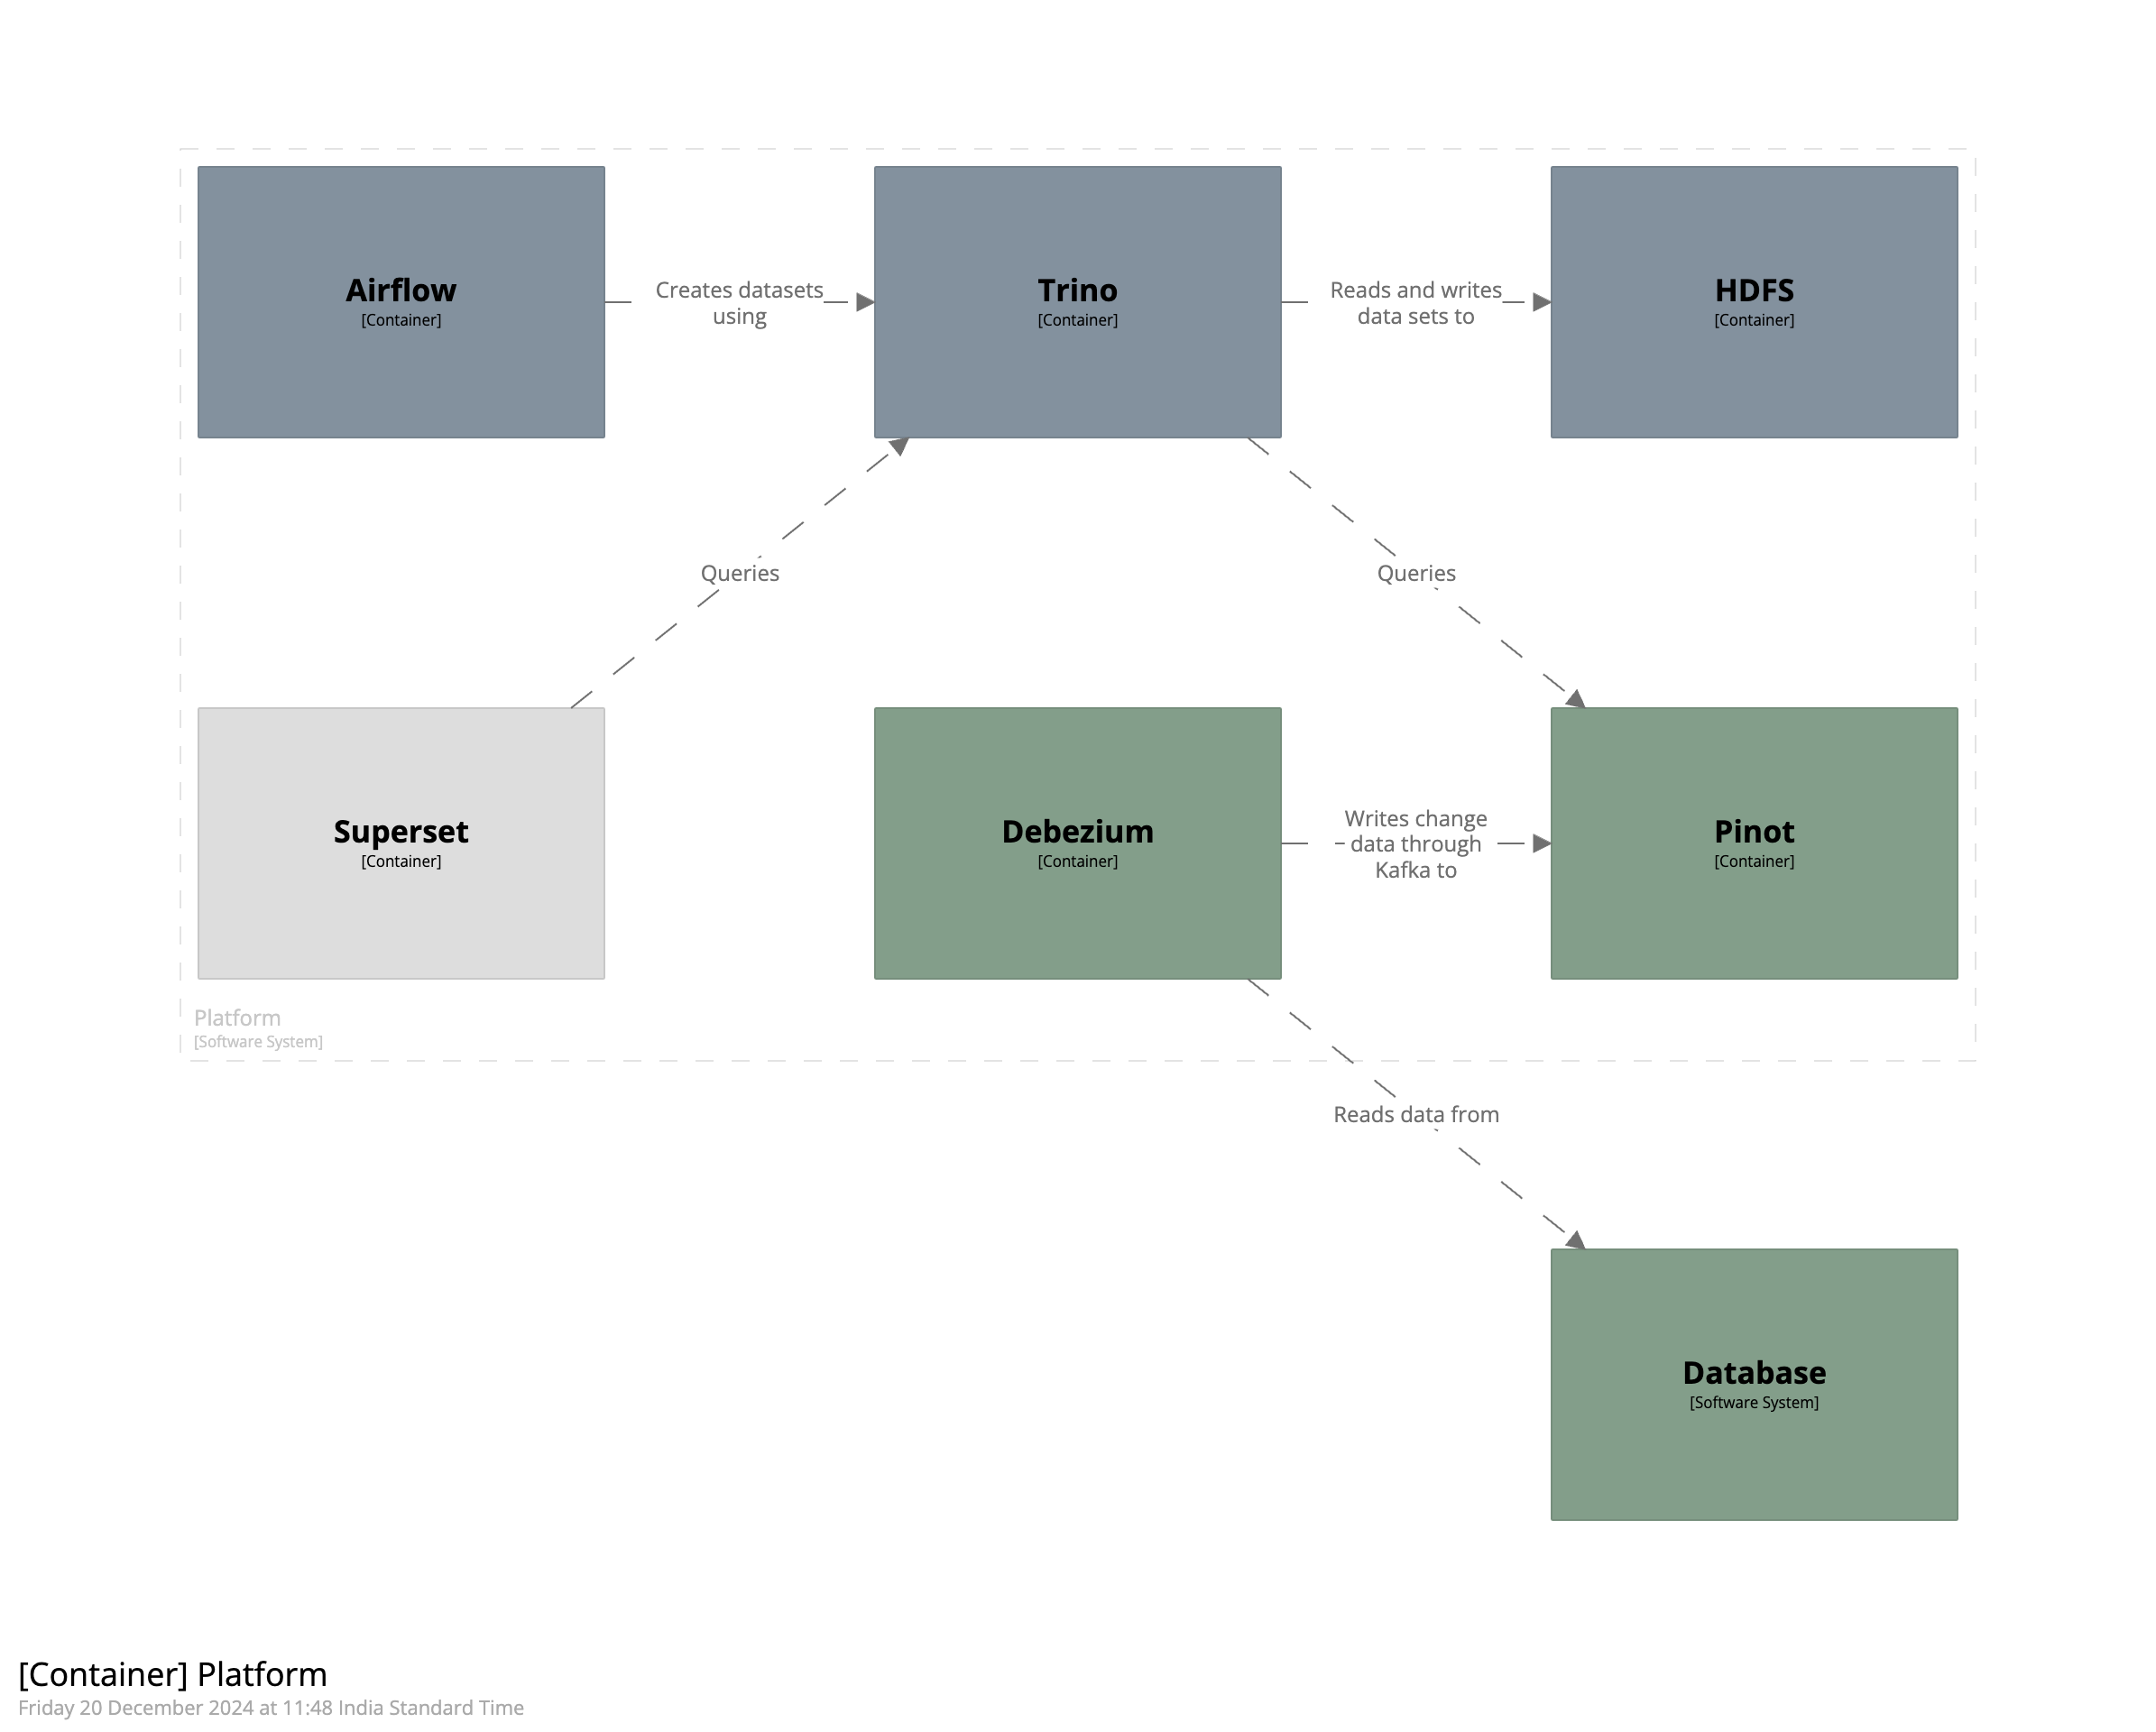 Airflow
[Container]
Creates datasets
using
Trino
[Container]
Reads and writes
data sets to
HDFS
[Container]
Queries
Queries
Superset
[Container]
Debezium
[Container]
Writes change
data through
Kafka to
Pinot
[Container]
Platform
[Software System]
Reads data from
Database
[Software System]
[Container] Platform
Friday 20 December 2024 at 11:48 India Standard Time